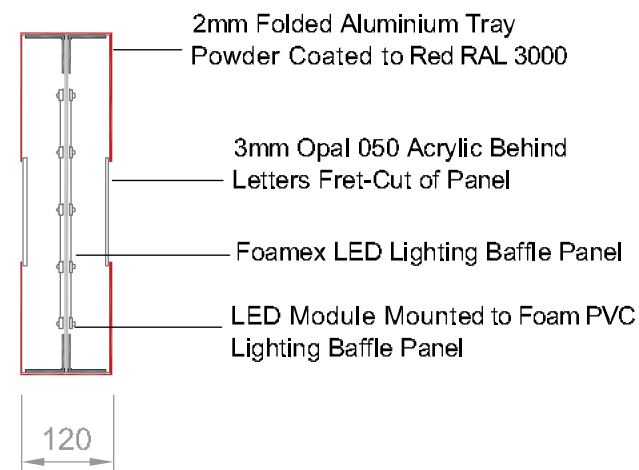 2mm Folded Aluminium Tray
Powder Coated to Red RAL 3000
3mm Opal 050 Acrylic Behind
Letters Fret-Cut of Panel
Foamex LED Lighting Baffle Panel
LED Module Mounted to Foam PVC
Lighting Baffle Panel
120